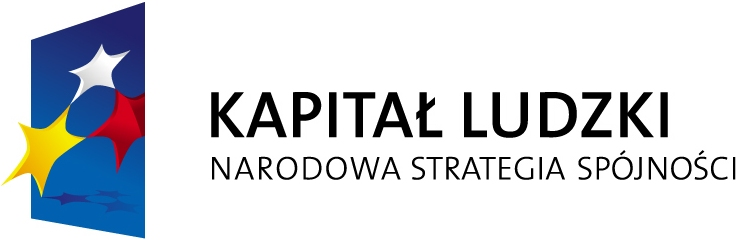 KAPITAŁ LUDZKI
NARODOWA STRATEGIA SPÓJNOŚCI